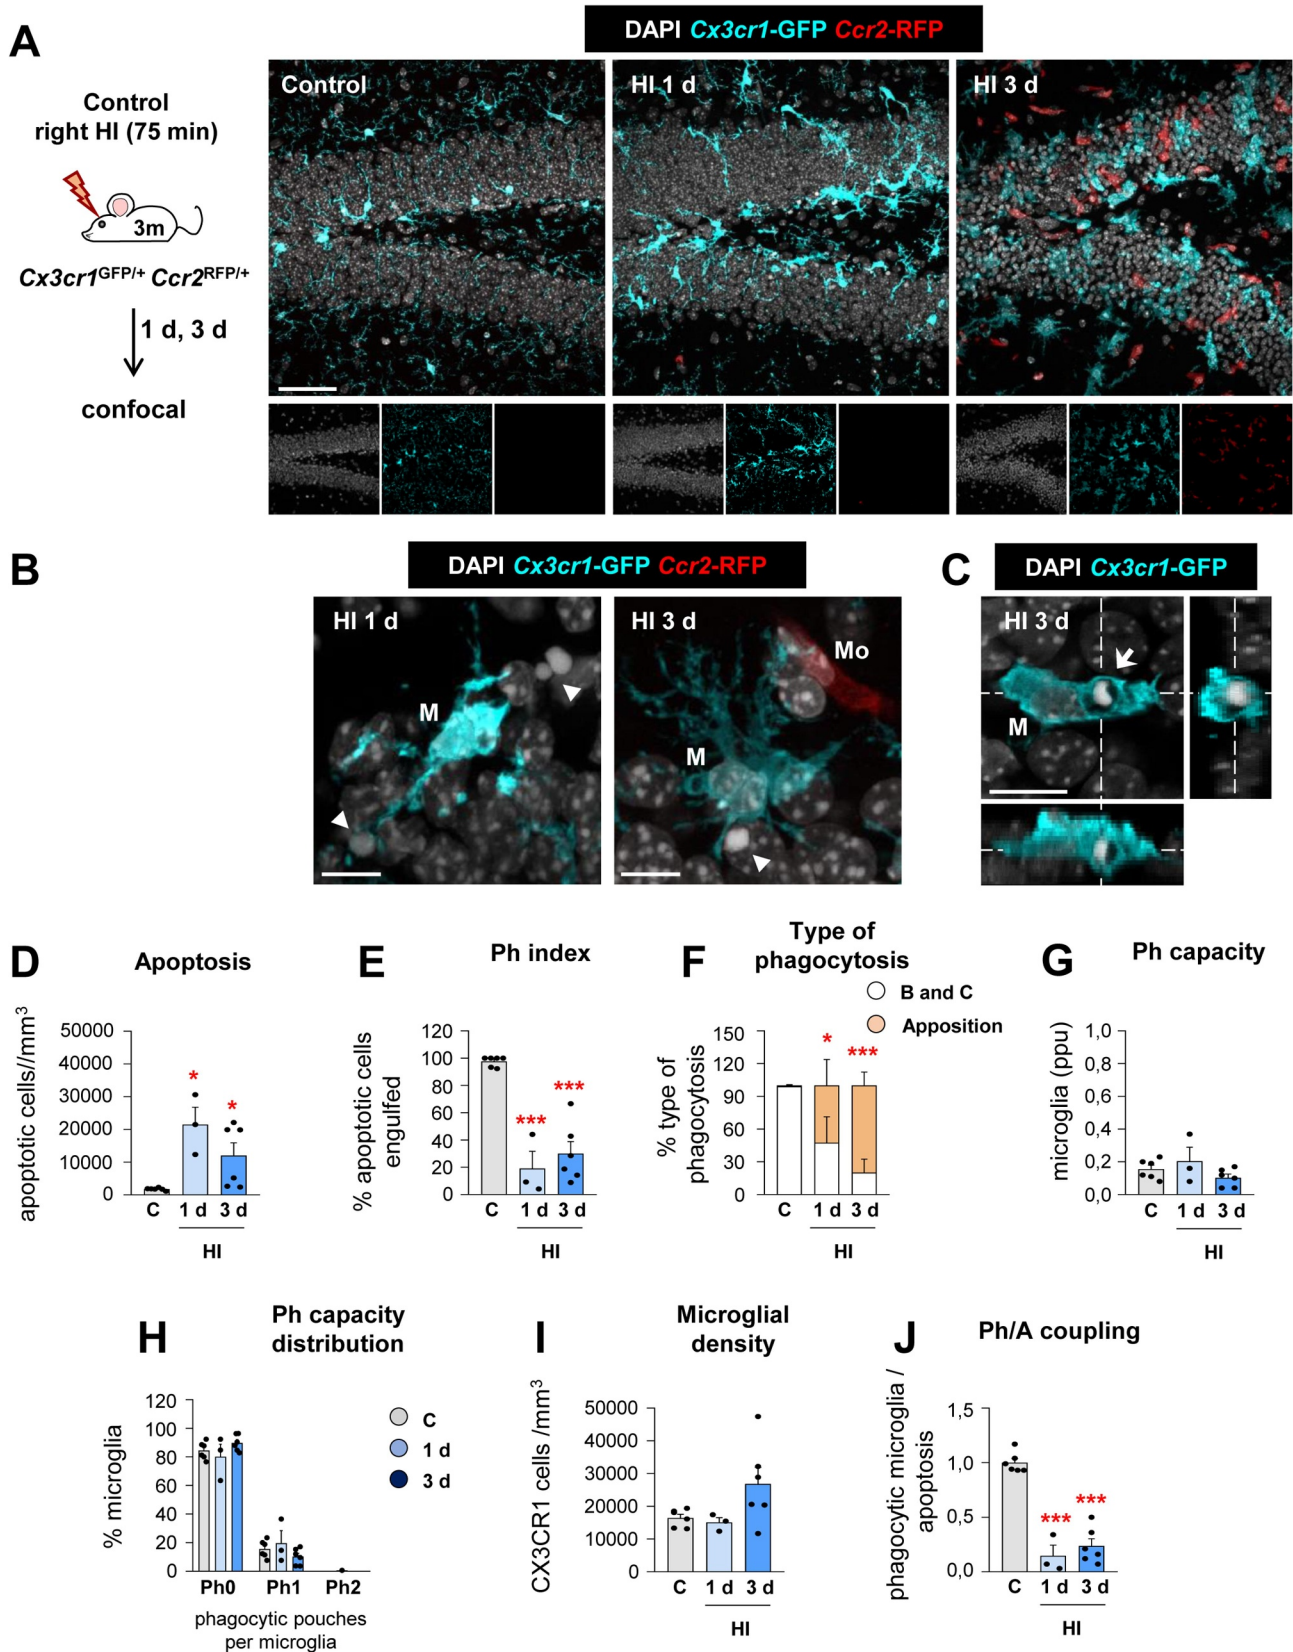 A
DAPI Cx3cr1-GFP Ccr2-RFP
Control
right HI (75 min)
3m
Cx3cr1GFP/+ Ccr2RFP/+
1 d, 3 d
confocal
Control
HI 1 d
HI 3 d
B
DAPI Cx3cr1-GFP Ccr2-RFP
HI 1 d
M
HI 3 d
Mo
M
C
DAPI Cx3cr1-GFP
HI 3 d
M
D
Apoptosis
apoptotic cells//mm3
50000
40000
30000
20000
10000
0
*
*
C 1 d 3 d
HI
E
Ph index
% apoptotic cells
engulfed
120
100
80
60
40
20
0
***
***
C 1 d 3 d
HI
F
Type of
phagocytosis
B and C
Apposition
% type of
phagocytosis
150
120
90
60
30
0
*
***
C 1 d 3 d
HI
G
Ph capacity
microglia (ppu)
1,0
0,8
0,6
0,4
0,2
0,0
C 1 d 3 d
HI
H
Ph capacity
distribution
% microglia
120
100
80
60
40
20
0
C
1 d
3 d
Ph0 Ph1 Ph2
phagocytic pouches
per microglia
I
Microglial
density
CX3CR1 cells /mm3
50000
40000
30000
20000
10000
0
C 1 d 3 d
HI
J
Ph/A coupling
phagocytic microglia /
apoptosis
1,5
1,0
0,5
0,0
***
***
C 1 d 3 d
HI